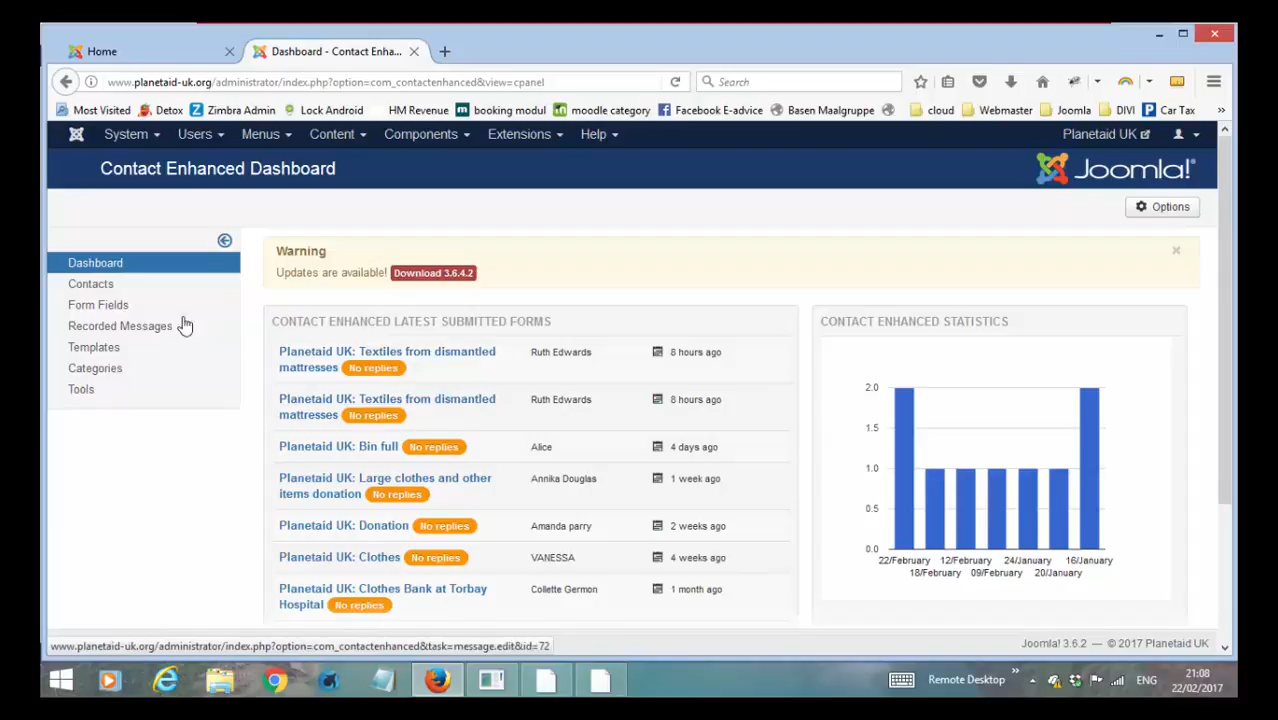 Home
Dashboard - Contact Enha...
www.planetaid-uk.org/administrator/index.php?option=com_contactenhanced&view=cpanel
Search
Most Visited Detox Zimbra Admin Lock Android HM Revenue booking modul moodle category Facebook E-advice Basen Maalgruppe cloud Webmaster Joomla DIVI Car Tax »
System Users Menus Content Components Extensions Help Planetaid UK
Contact Enhanced Dashboard
Joomla!®
Options
Dashboard
Contacts
Form Fields
Recorded Messages
Templates
Categories
Tools
Warning
Updates are available! Download 3.6.4.2
CONTACT ENHANCED LATEST SUBMITTED FORMS
Planetaid UK: Textiles from dismantled Ruth Edwards 8 hours ago
mattresses No replies
Planetaid UK: Textiles from dismantled Ruth Edwards 8 hours ago
mattresses No replies
Planetaid UK: Bin full No replies Alice 4 days ago
Planetaid UK: Large clothes and other Annika Douglas 1 week ago
items donation No replies
Planetaid UK: Donation No replies Amanda parry 2 weeks ago
Planetaid UK: Clothes No replies VANESSA 4 weeks ago
Planetaid UK: Clothes Bank at Torbay Collette Germon 1 month ago
Hospital No replies
CONTACT ENHANCED STATISTICS
2.0
1.5
1.0
0.5
0.0
22/February 12/February 24/January 16/January
18/February 09/February 20/January
www.planetaid-uk.org/administrator/index.php?option=com_contactenhanced&task=message.edit&id=72
Joomla! 3.6.2 — © 2017 Planetaid UK
Remote Desktop » ENG
21:08
22/02/2017